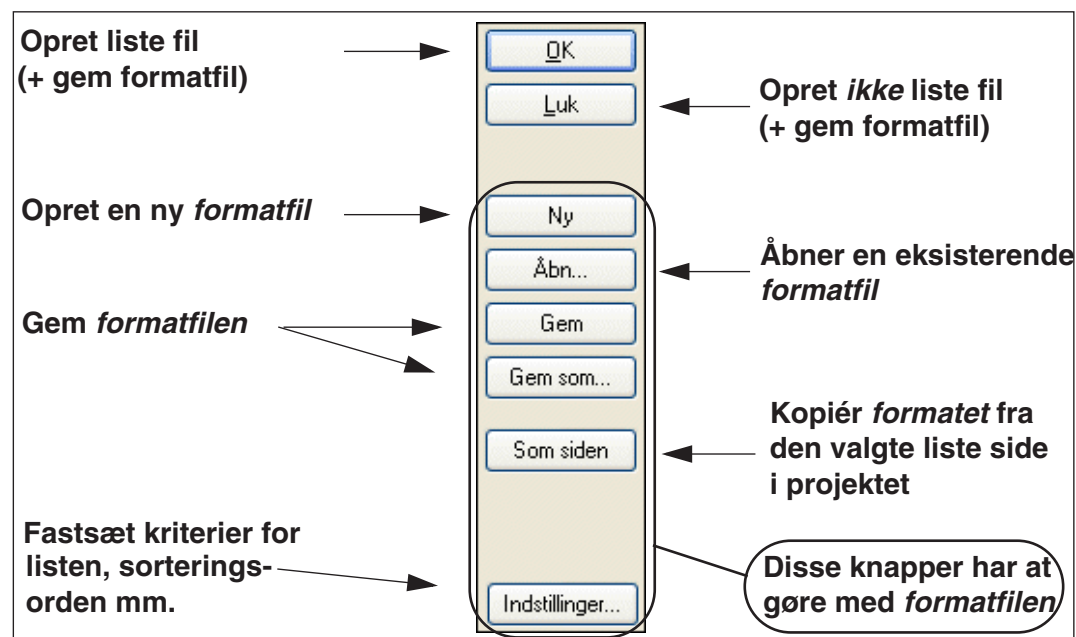 Opret liste fil
(+ gem formatfil)
OK
Luk
Opret ikke liste fil
(+ gem formatfil)
Opret en ny formatfil
Ny
Åbn...
Åbner en eksisterende
formatfil
Gem formatfilen
Gem
Gem som...
Som siden
Kopiér formatet fra
den valgte liste side
i projektet
Fastsæt kriterier for
listen, sorterings-
orden mm.
Indstillinger...
Disse knapper har at
gøre med formatfilen